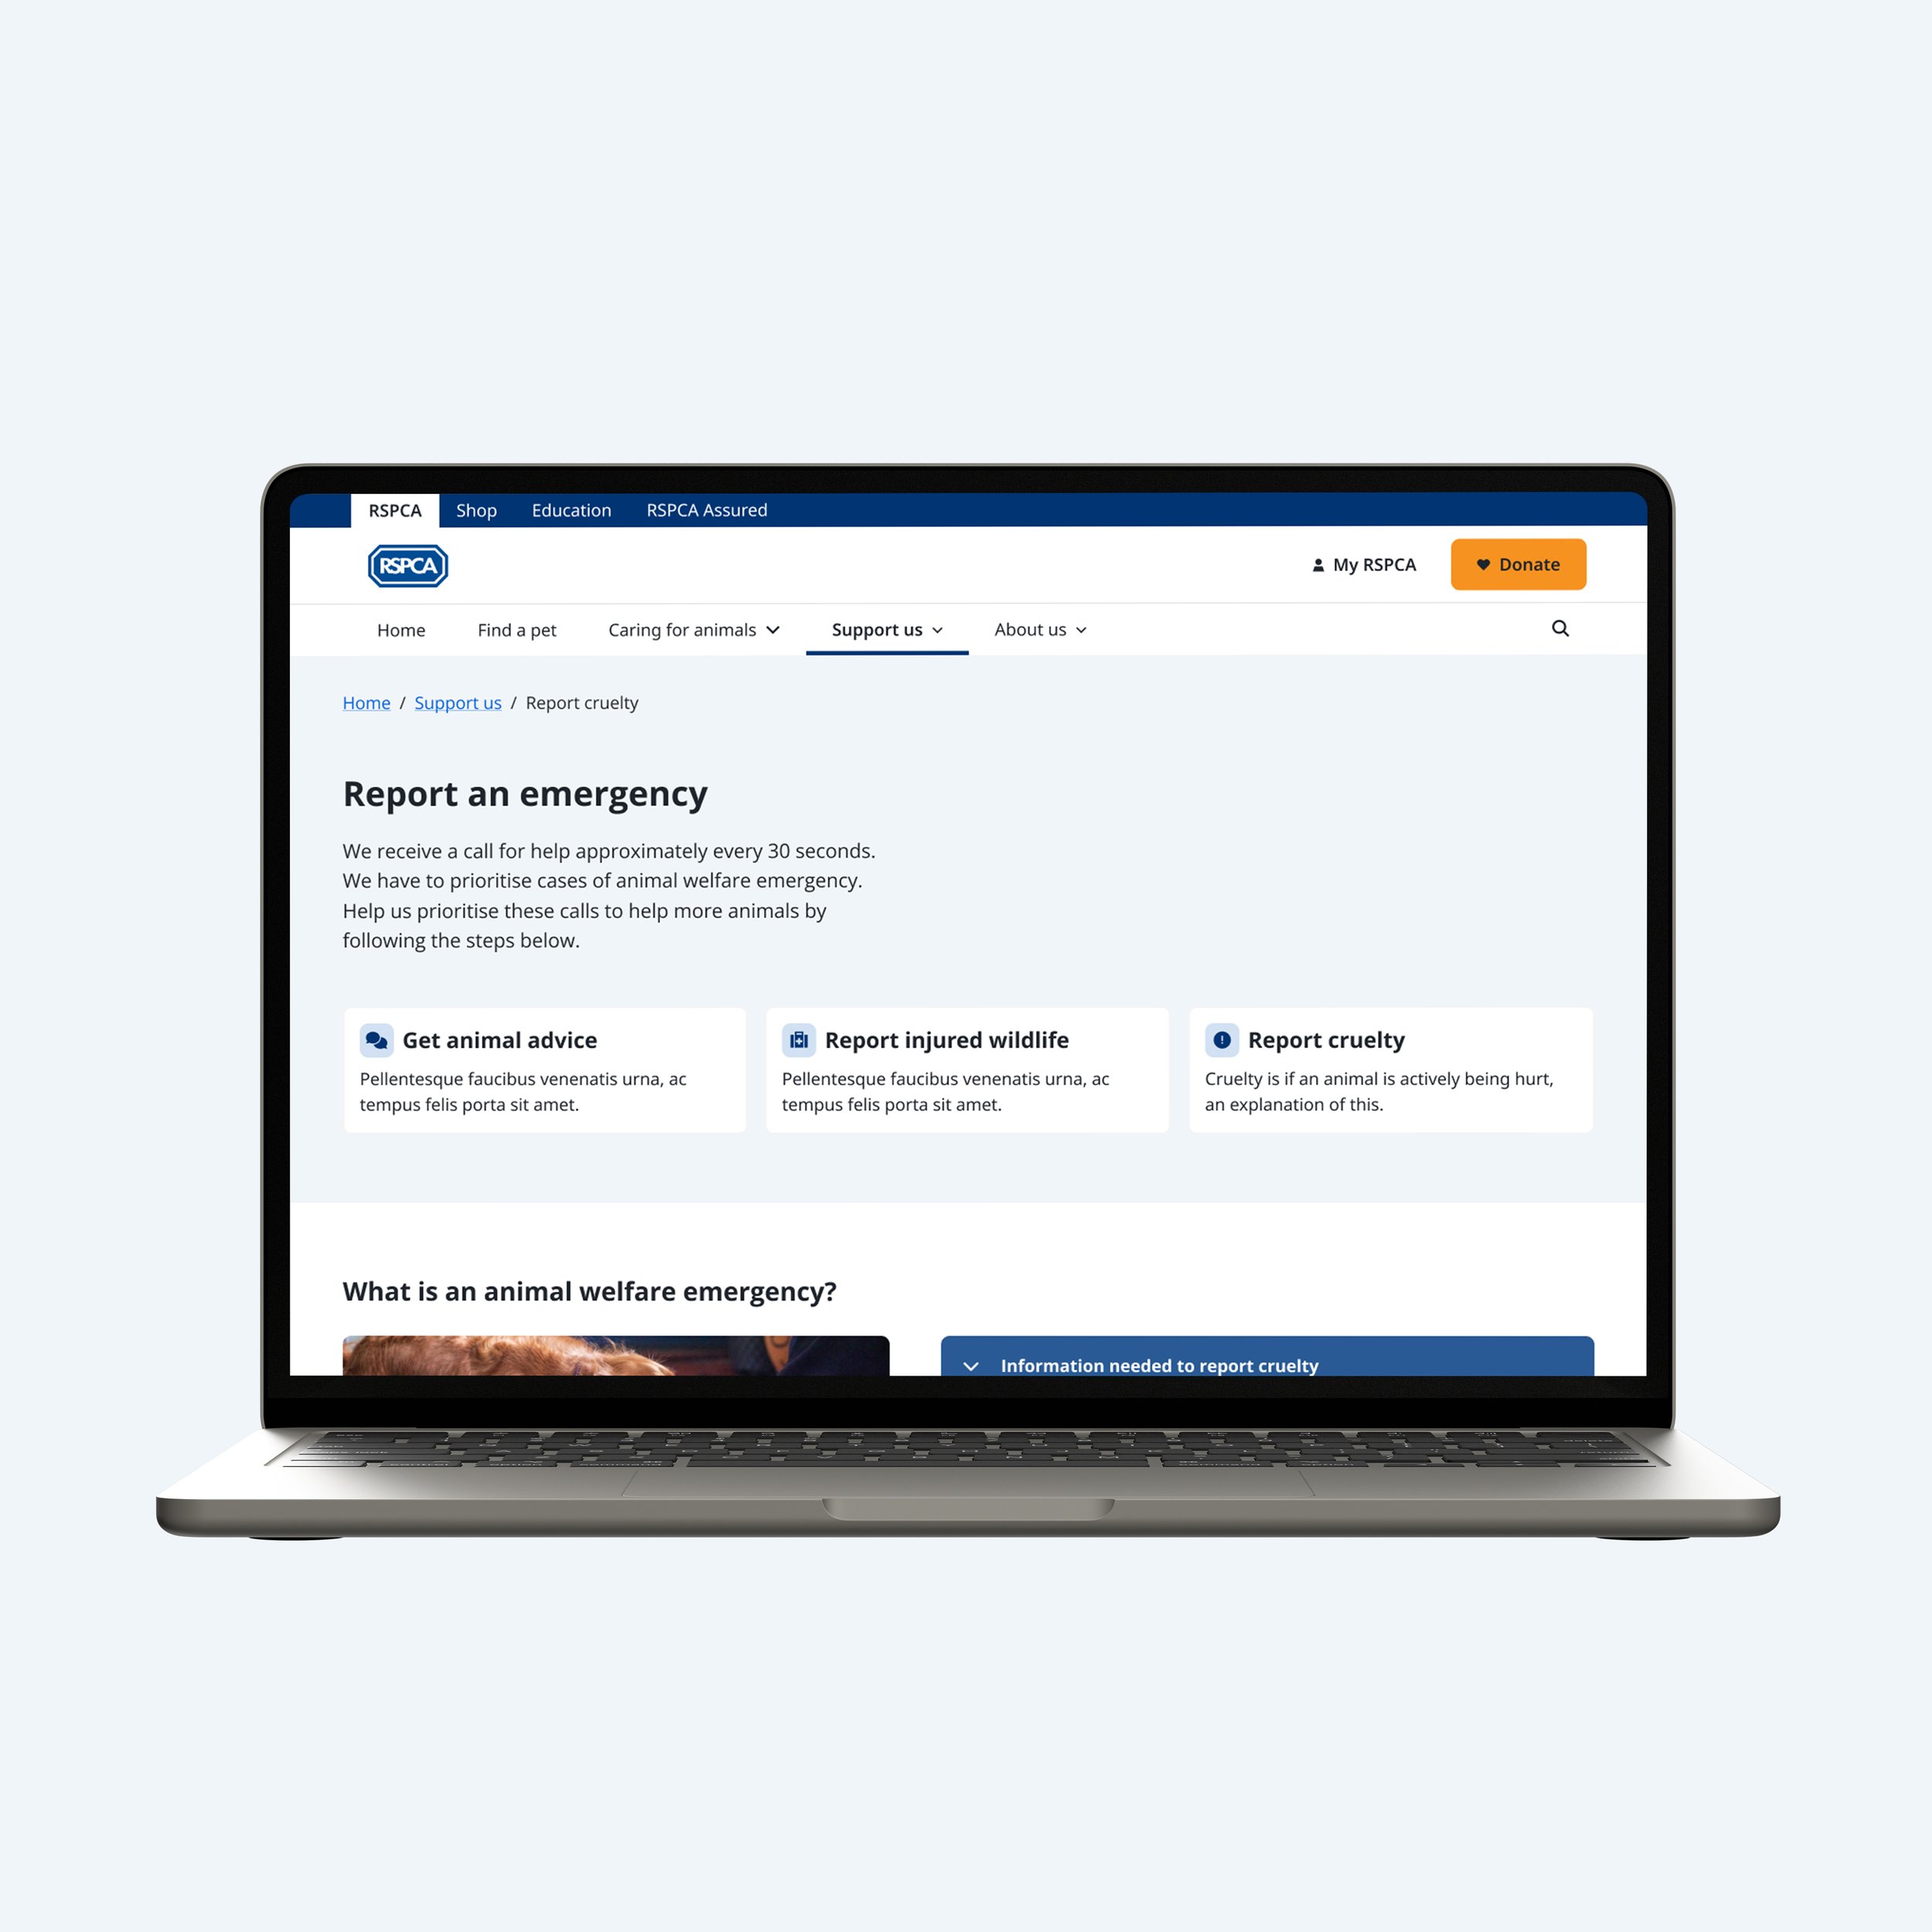 RSPCA Shop Education RSPCA Assured
RSPCA My RSPCA Donate
Home Find a pet Caring for animals Support us About us
Home / Support us / Report cruelty
Report an emergency
We receive a call for help approximately every 30 seconds.
We have to prioritise cases of animal welfare emergency.
Help us prioritise these calls to help more animals by
following the steps below.
Get animal advice
Pellentesque faucibus venenatis urna, ac
tempus felis porta sit amet.
Report injured wildlife
Pellentesque faucibus venenatis urna, ac
tempus felis porta sit amet.
Report cruelty
Cruelty is if an animal is actively being hurt,
an explanation of this.
What is an animal welfare emergency?
Information needed to report cruelty